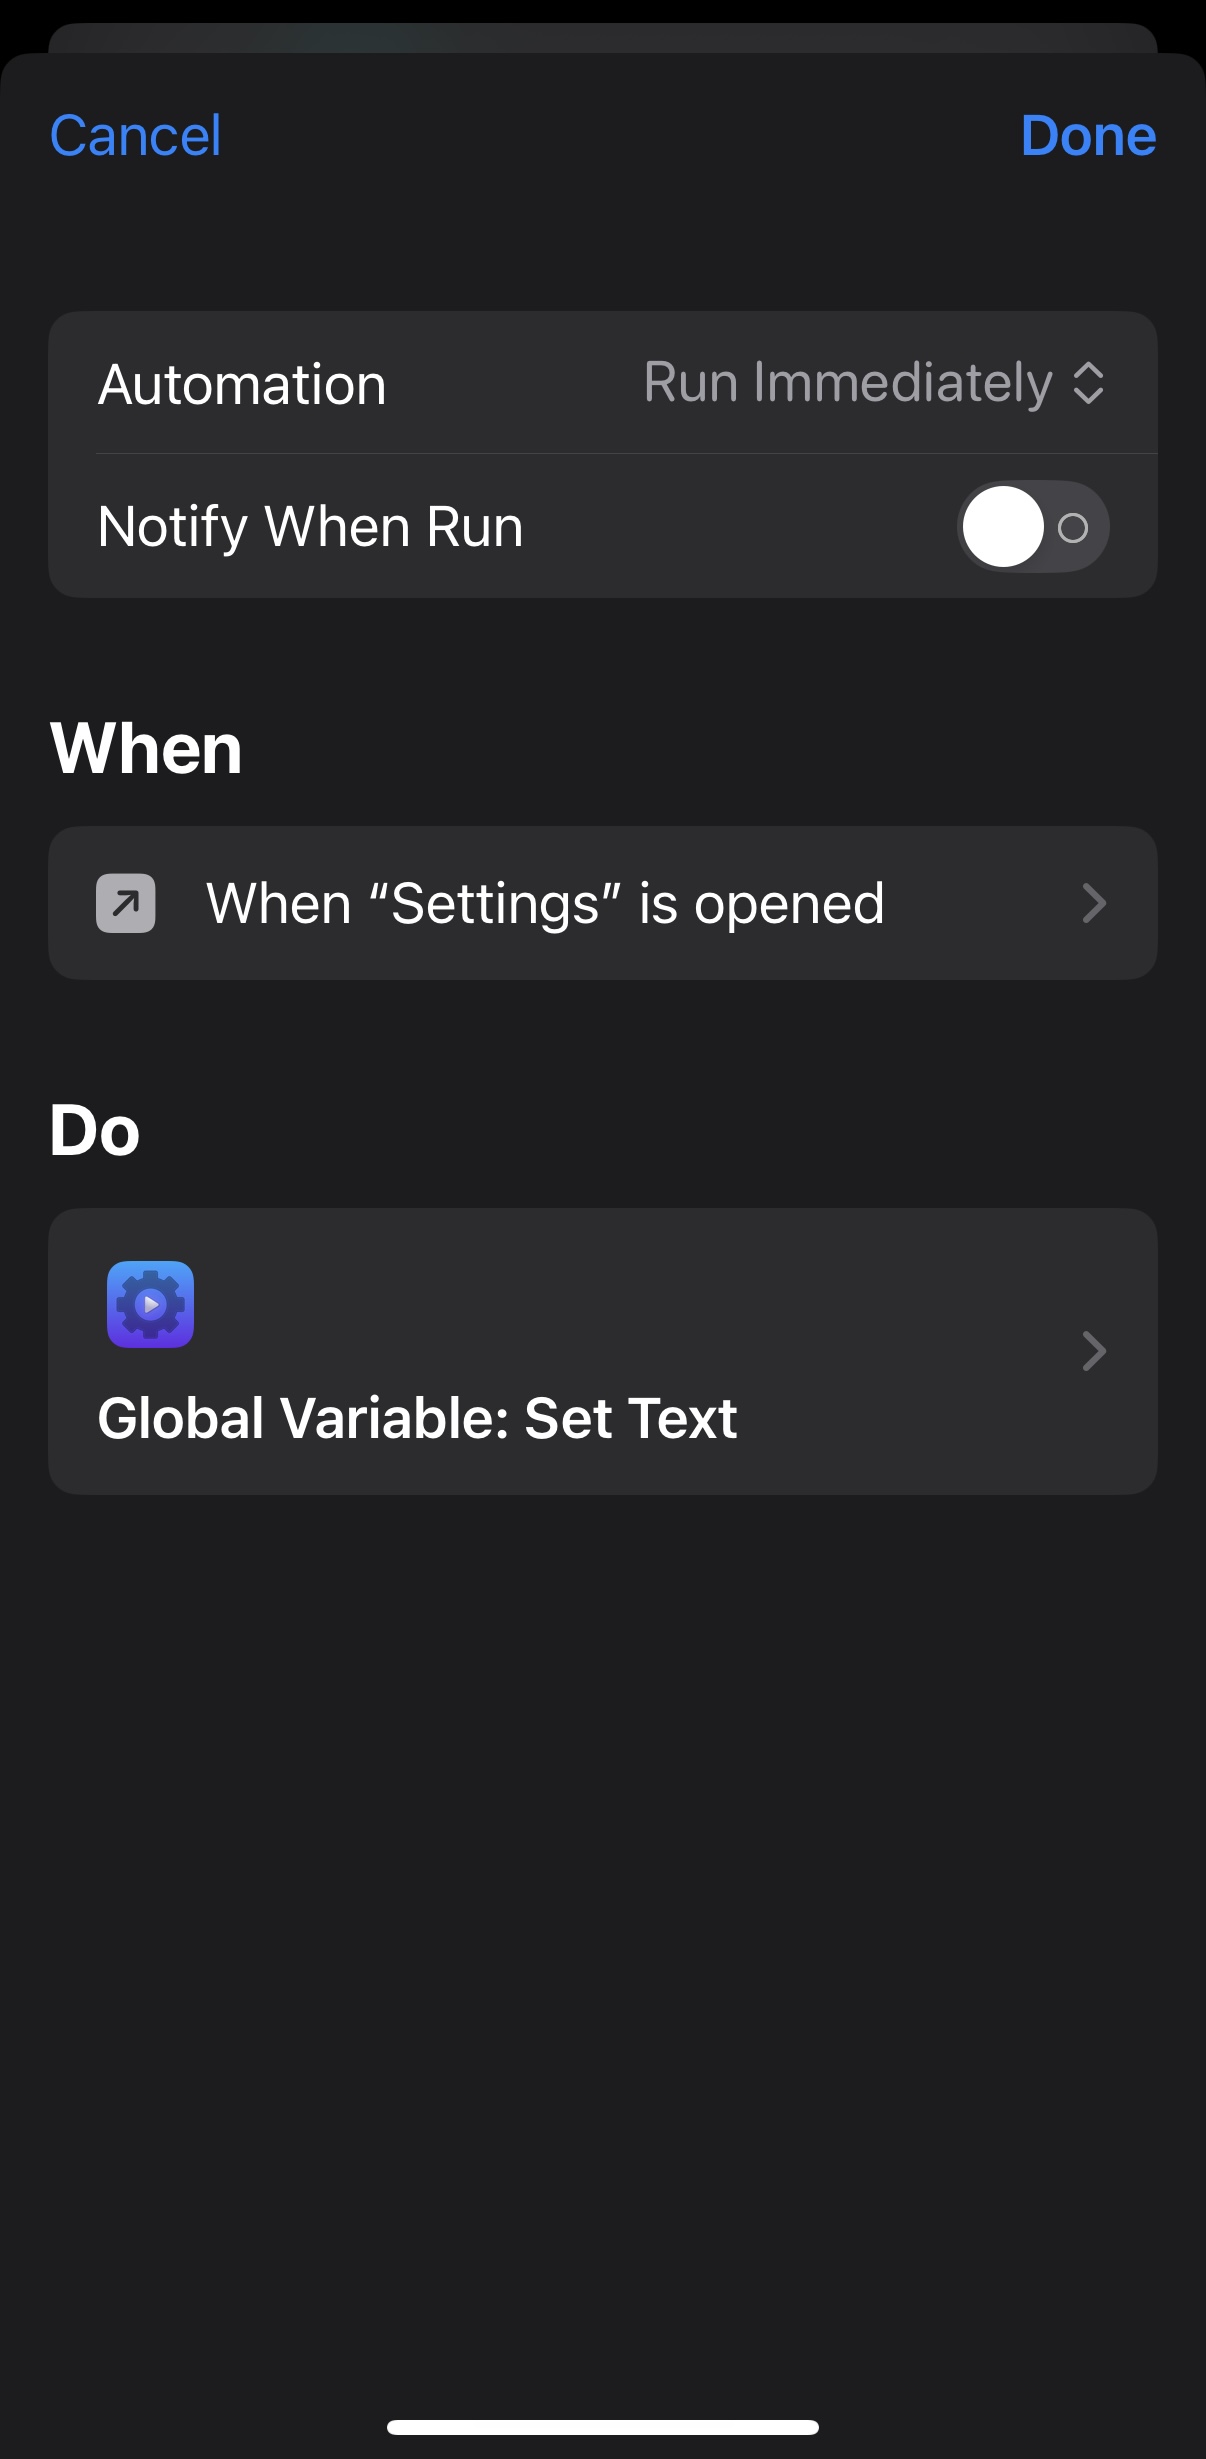 Cancel
Done
Automation
Run Immediately
Notify When Run
When
When “Settings” is opened
Do
Global Variable: Set Text